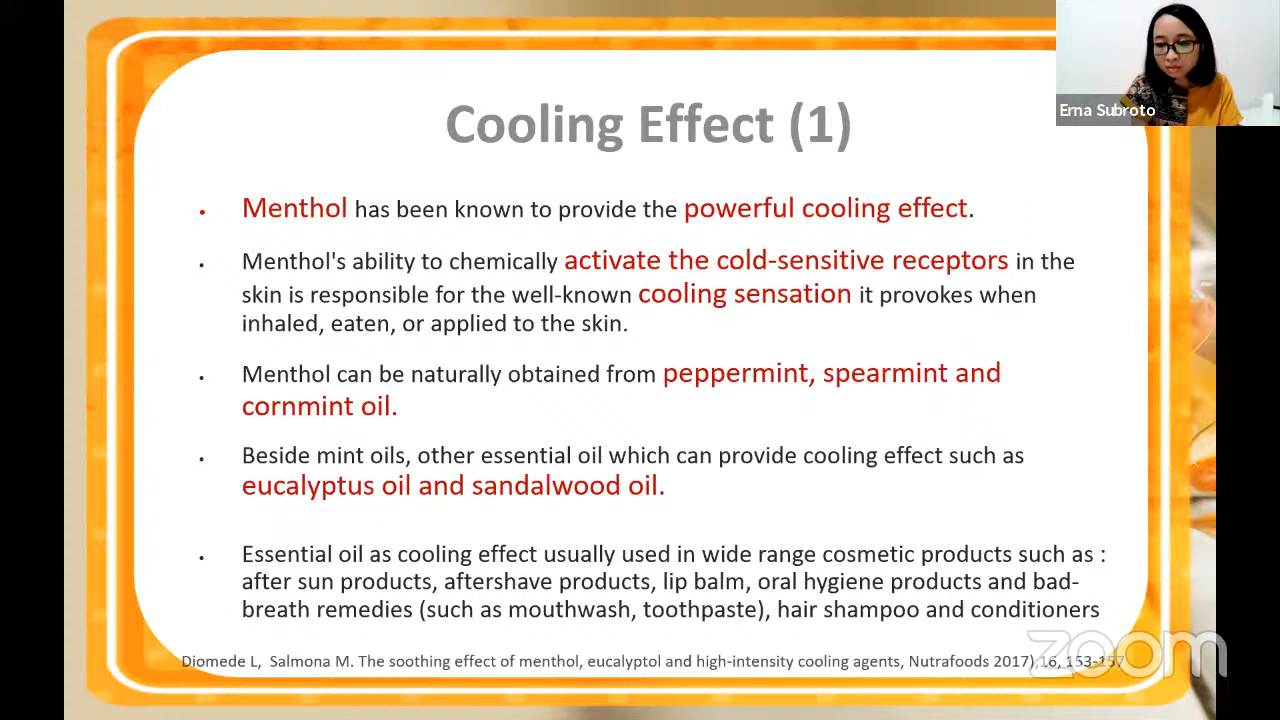 Erna Subroto
Cooling Effect (1)
• Menthol has been known to provide the powerful cooling effect.
• Menthol's ability to chemically activate the cold-sensitive receptors in the
skin is responsible for the well-known cooling sensation it provokes when
inhaled, eaten, or applied to the skin.
• Menthol can be naturally obtained from peppermint, spearmint and
cornmint oil.
• Beside mint oils, other essential oil which can provide cooling effect such as
eucalyptus oil and sandalwood oil.
• Essential oil as cooling effect usually used in wide range cosmetic products such as :
after sun products, aftershave products, lip balm, oral hygiene products and bad-
breath remedies (such as mouthwash, toothpaste), hair shampoo and conditioners
Diomede L, Salmona M. The soothing effect of menthol, eucalyptol and high-intensity cooling agents, Nutrafoods 2017),16, 153-157
zoom